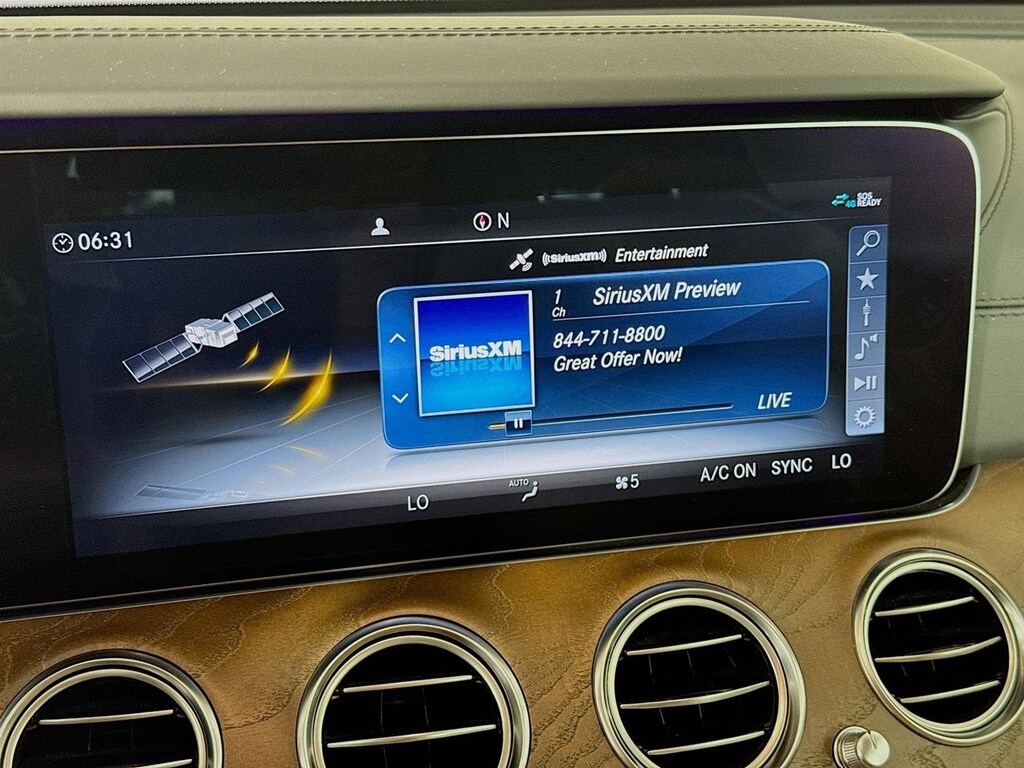 06:31
N
4G SOS READY
((SiriusXM)) Entertainment
1 SiriusXM Preview
Ch
SiriusXM
844-711-8800
Great Offer Now!
LIVE
LO
AUTO
5
A/C ON SYNC LO